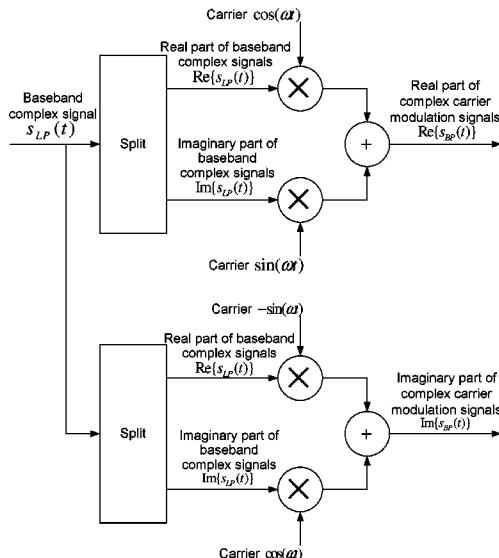 Carrier cos(ωt)
Real part of baseband
complex signals
Re{s_LP(t)}
Real part of
complex carrier
modulation signals
Re{s_BP(t)}
Baseband
complex signal
s_LP(t)
Split
Imaginary part of
baseband
complex signals
Im{s_LP(t)}
+
Carrier sin(ωt)
Carrier −sin(ωt)
Real part of baseband
complex signals
Re{s_LP(t)}
Imaginary part of
complex carrier
modulation signals
Im{s_BP(t)}
Split
Imaginary part of
baseband
complex signals
Im{s_LP(t)}
+
Carrier cos(ωt)